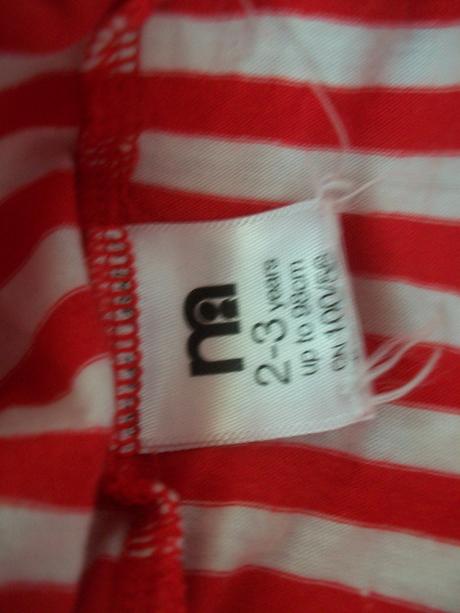 m
2-3 years
up to 98cm